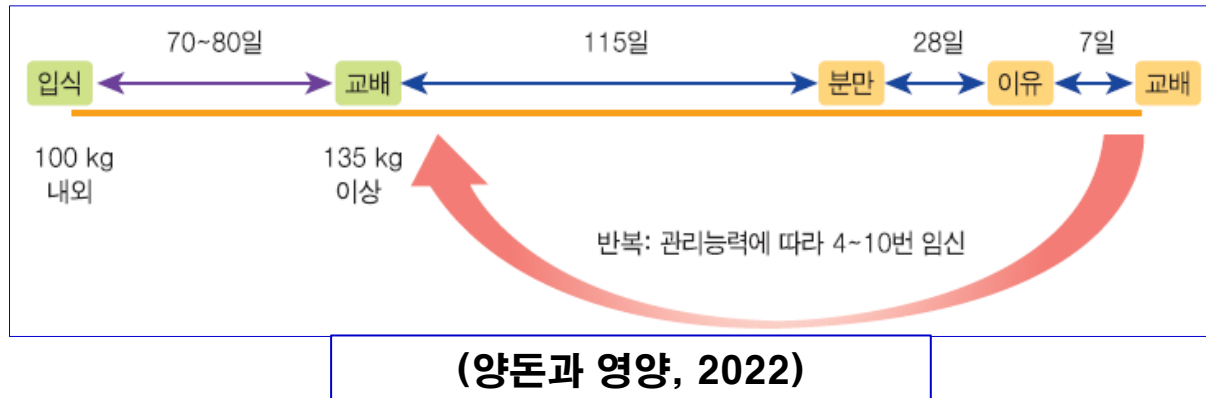 70~80일 115일 28일 7일
입식 교배 분만 이유 교배
100 kg 135 kg
내외 이상
반복: 관리능력에 따라 4~10번 임신
(양돈과 영양, 2022)